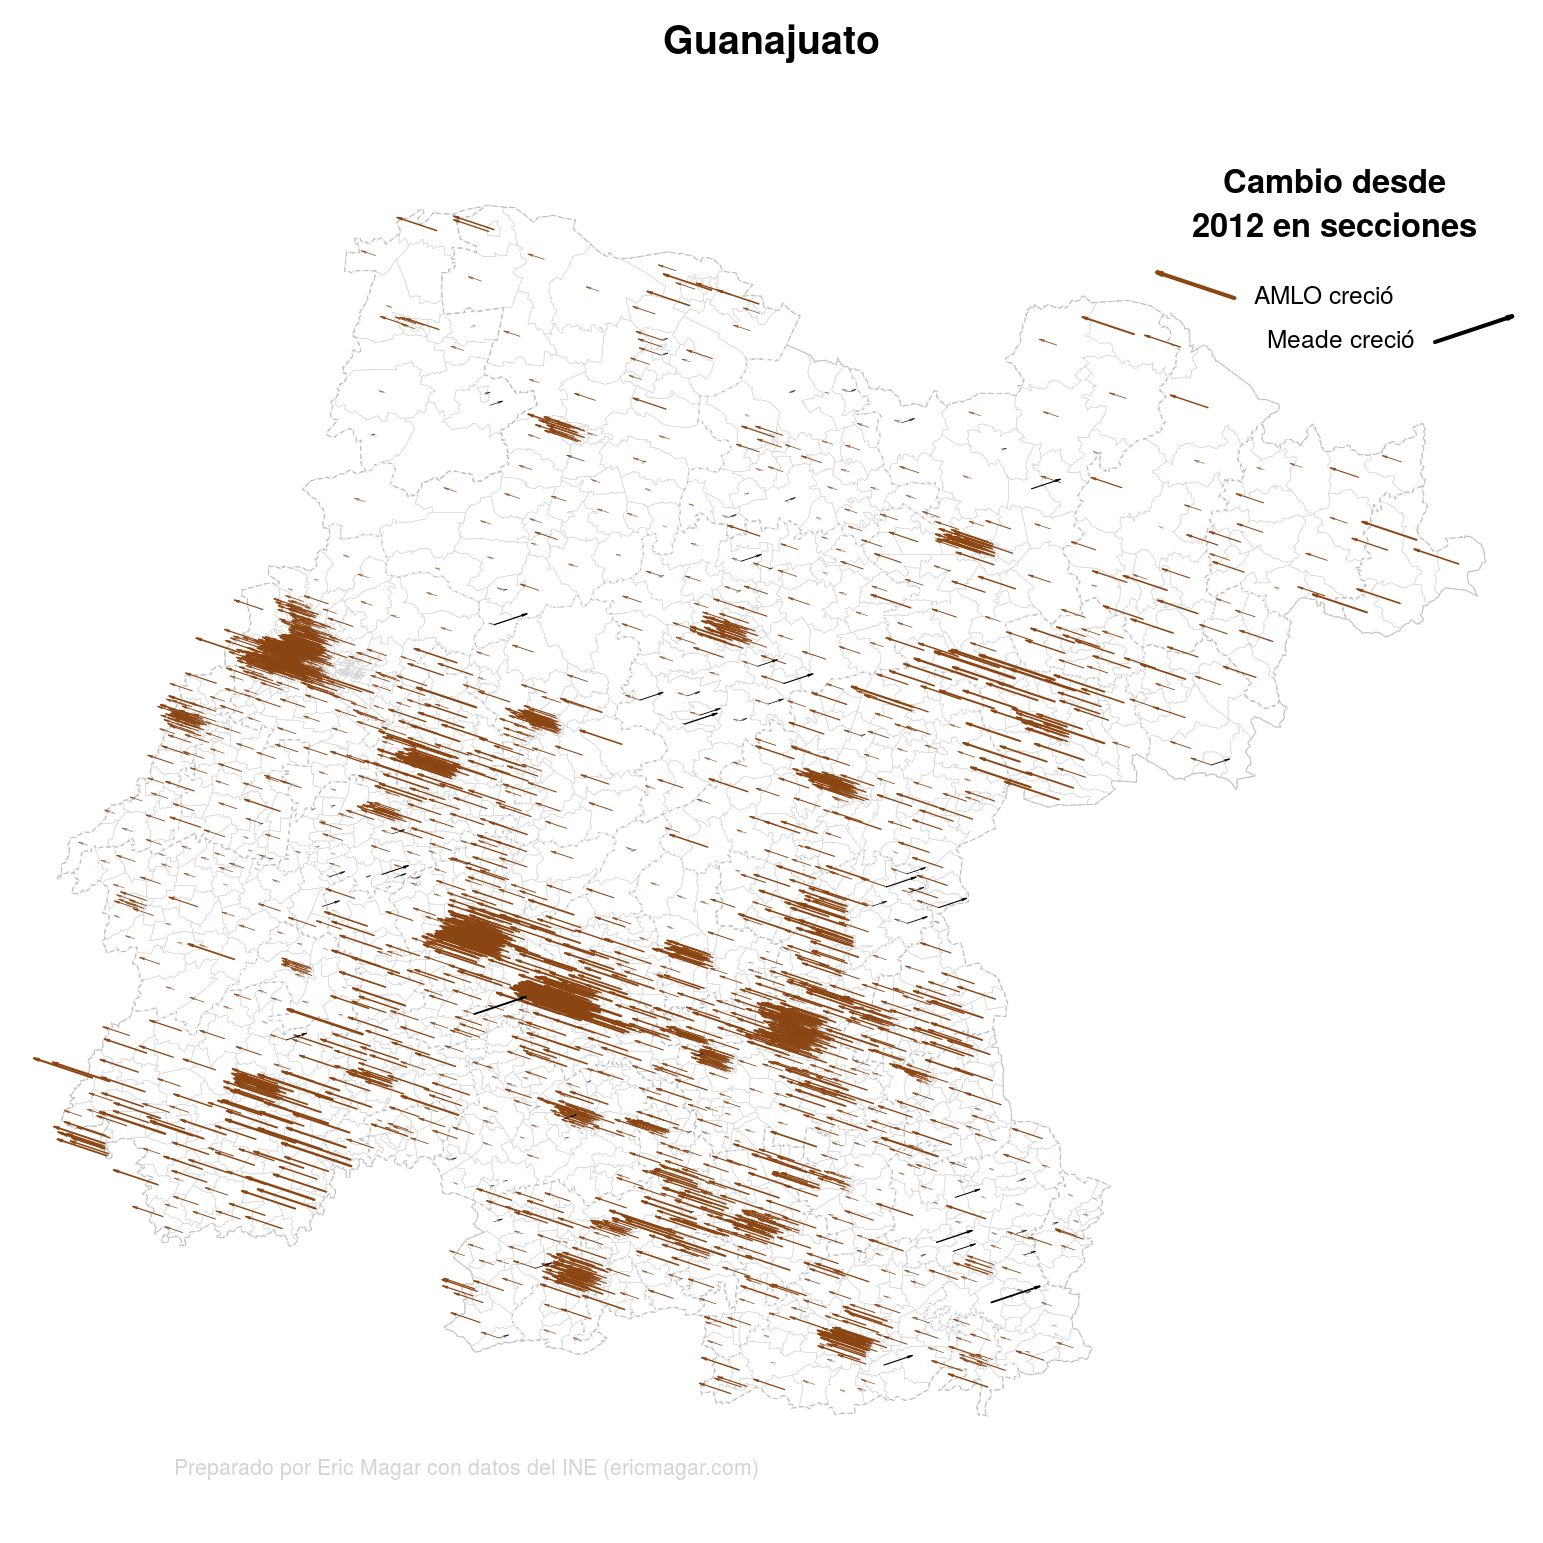 Guanajuato
Cambio desde
2012 en secciones
AMLO creció
Meade creció
Preparado por Eric Magar con datos del INE (ericmagar.com)